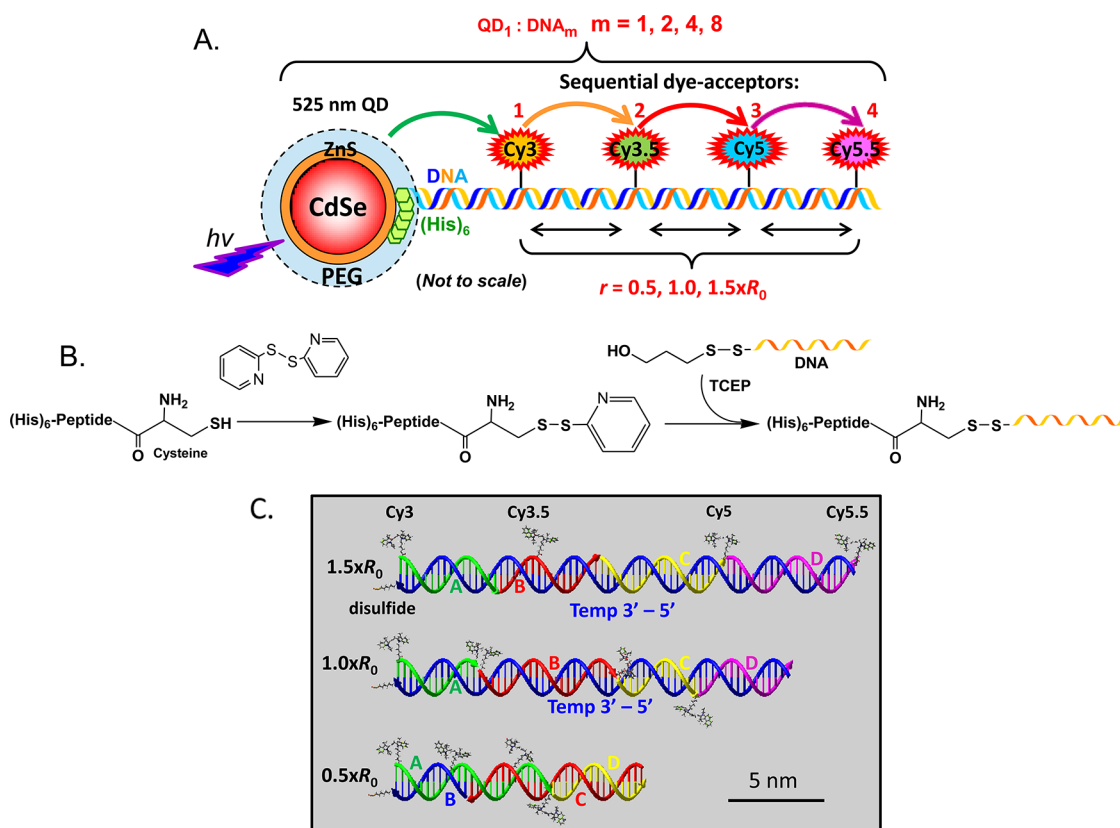 A.
QD₁ : DNAₘ m = 1, 2, 4, 8
Sequential dye-acceptors:
525 nm QD
1 2 3 4
ZnS
Cy3 Cy3.5 Cy5 Cy5.5
DNA
CdSe
(His)₆
hν
PEG
(Not to scale)
r = 0.5, 1.0, 1.5xR₀
B.
N
S
S
N
HO
S–S
DNA
TCEP
NH₂
(His)₆-Peptide
SH
O
Cysteine
NH₂
N
(His)₆-Peptide
S–S
O
NH₂
(His)₆-Peptide
S–S
O
C.
Cy3 Cy3.5 Cy5 Cy5.5
1.5xR₀
A B C D
disulfide
Temp 3’ – 5’
1.0xR₀
A B C D
Temp 3’ – 5’
0.5xR₀
A B C D
5 nm